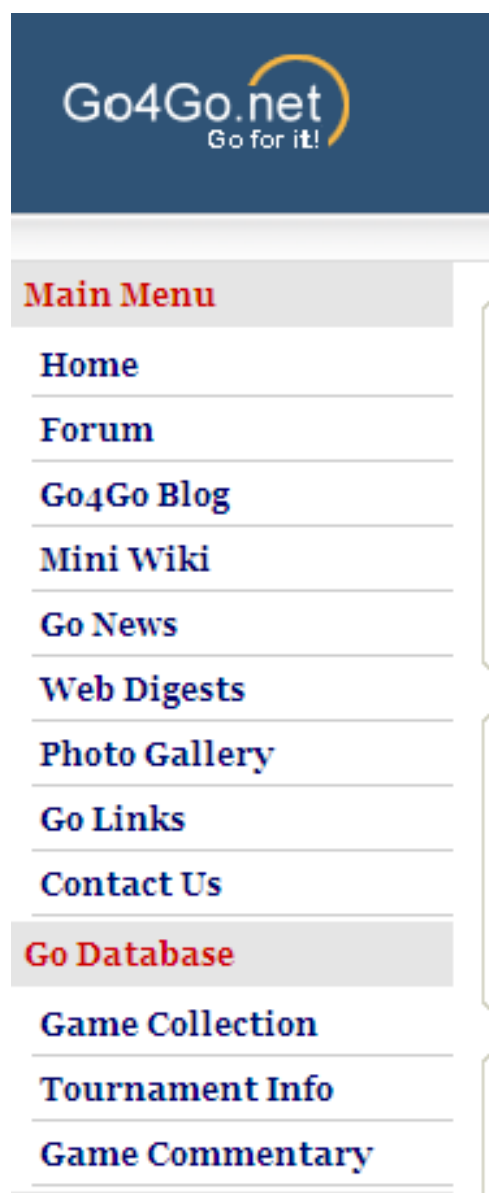 Go4Go.net
Go for it!
Main Menu
Home
Forum
Go4Go Blog
Mini Wiki
Go News
Web Digests
Photo Gallery
Go Links
Contact Us
Go Database
Game Collection
Tournament Info
Game Commentary